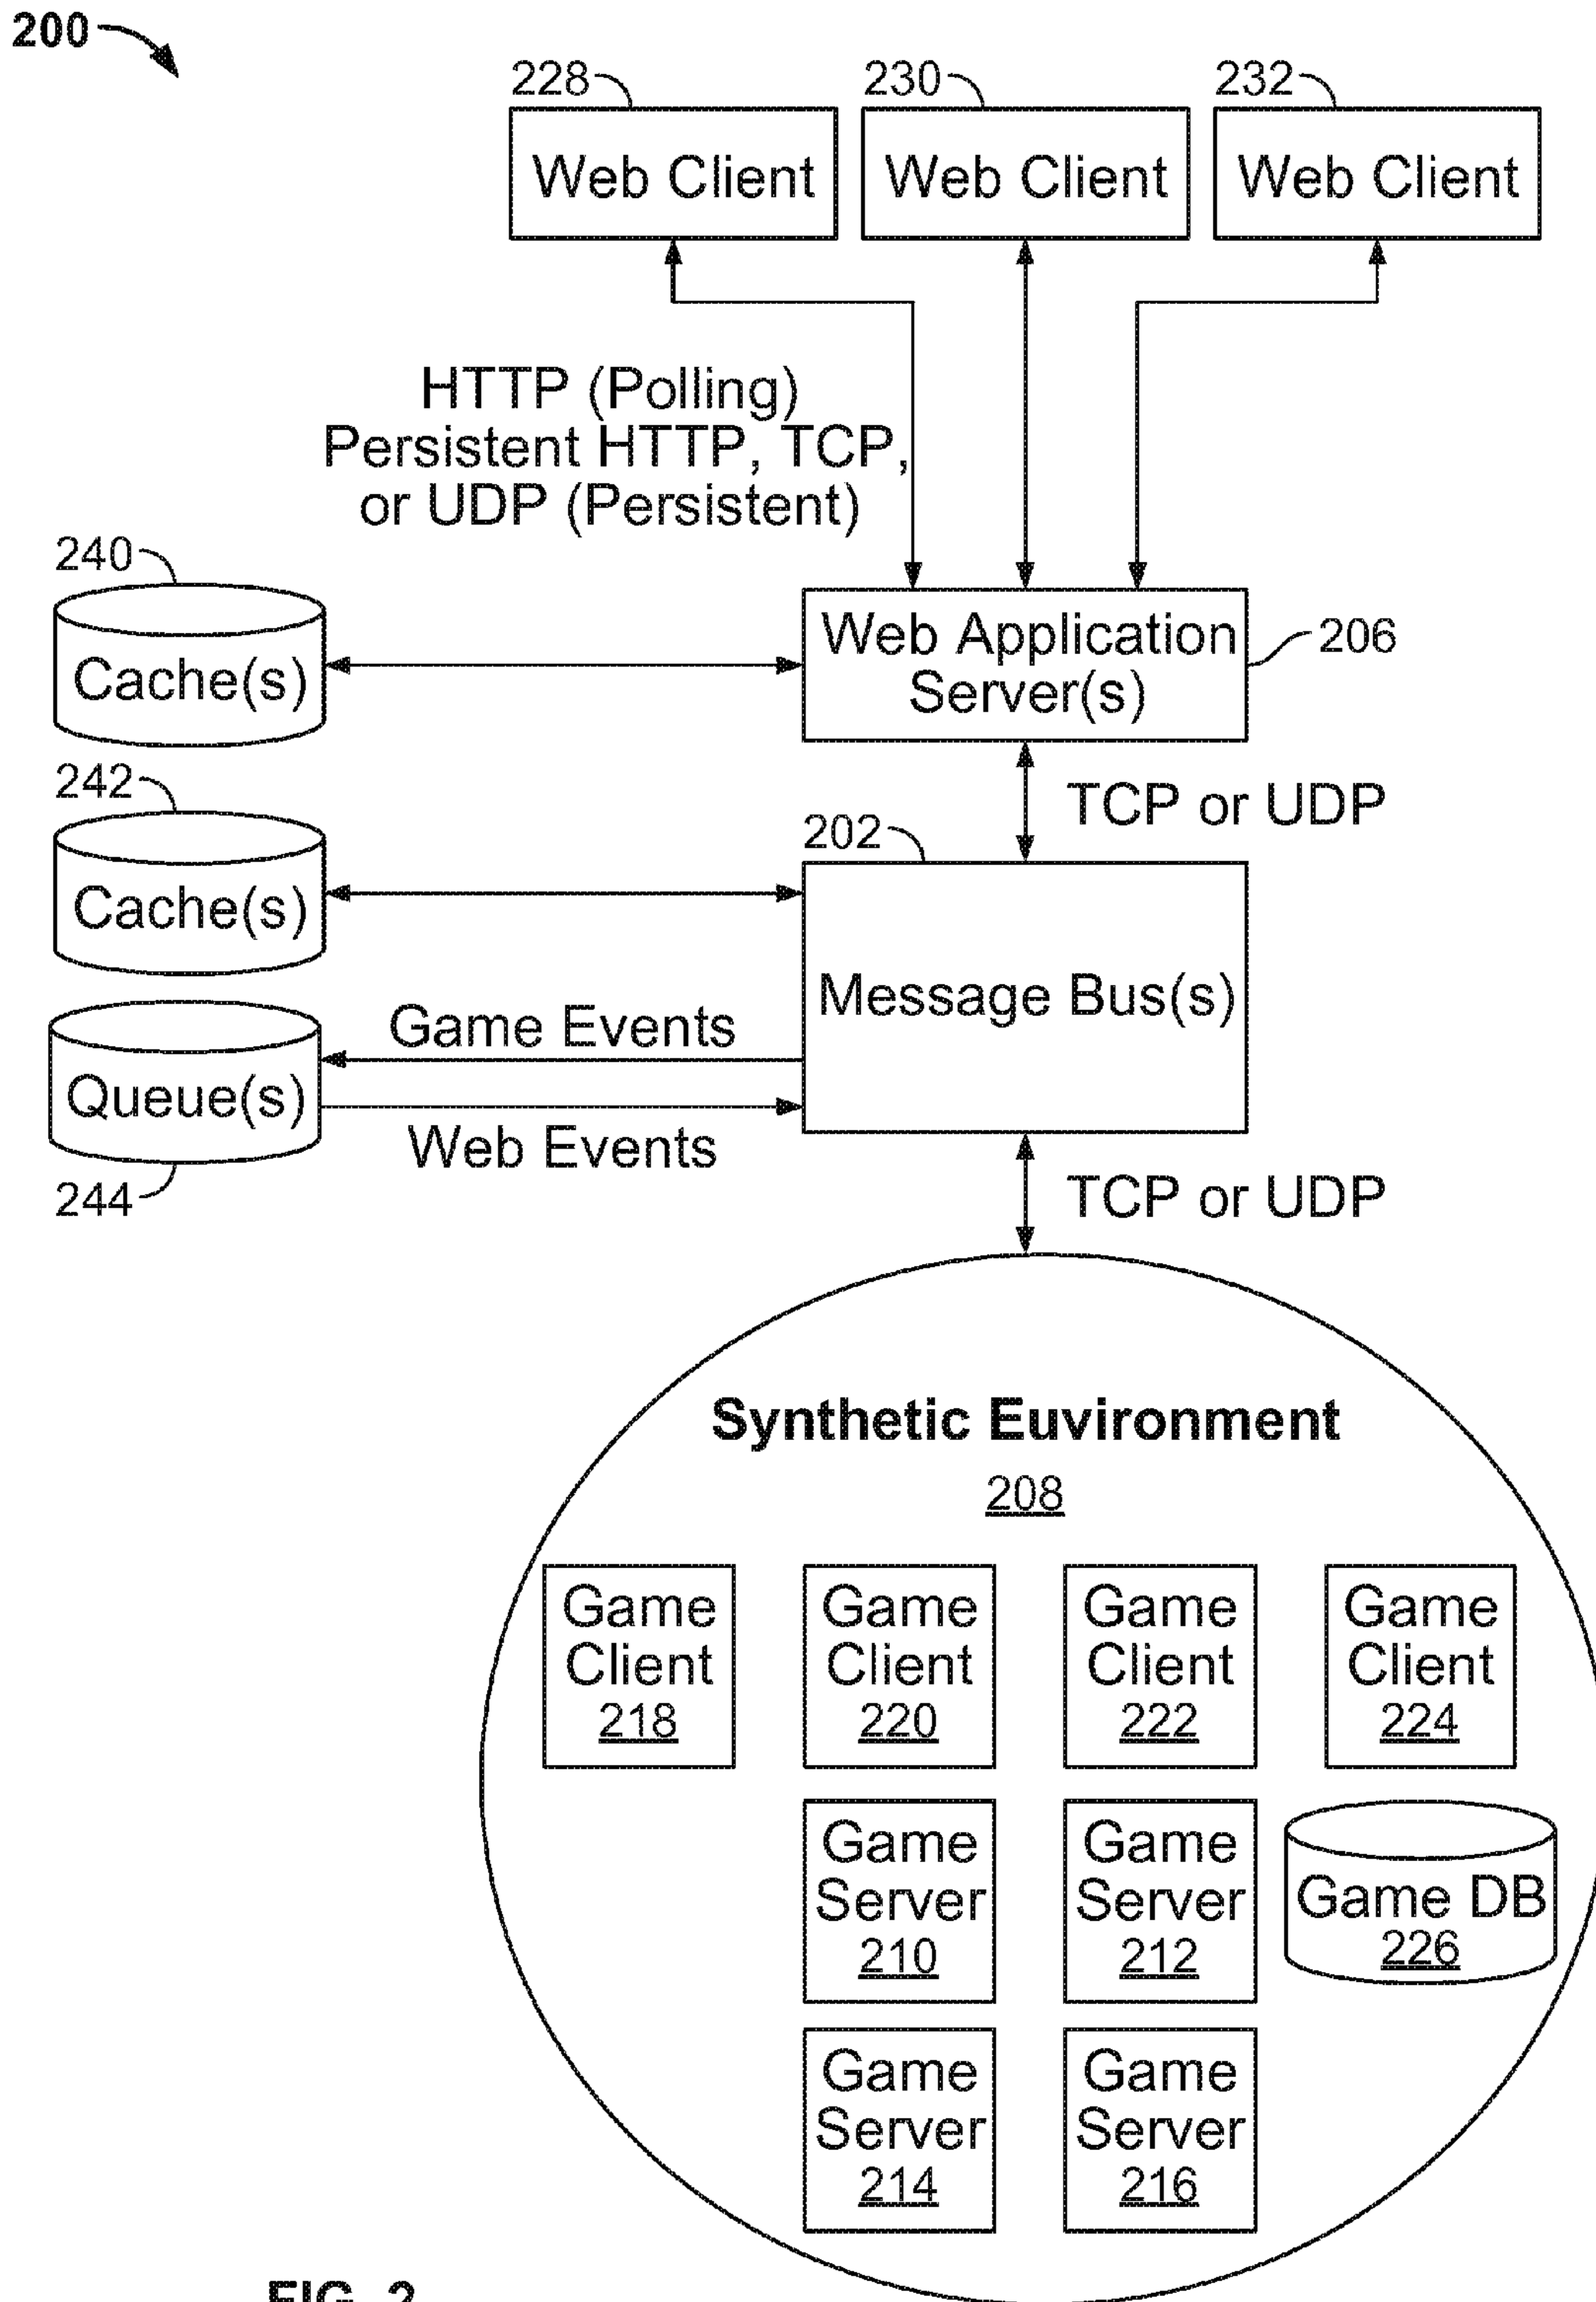 200
228
230
232
Web Client
Web Client
Web Client
HTTP (Polling)
Persistent HTTP, TCP,
or UDP (Persistent)
240
Cache(s)
Web Application
Server(s)
206
242
Cache(s)
TCP or UDP
202
Message Bus(s)
Game Events
Queue(s)
Web Events
244
TCP or UDP
Synthetic Euvironment
208
Game
Client
218
Game
Client
220
Game
Client
222
Game
Client
224
Game
Server
210
Game
Server
212
Game DB
226
Game
Server
214
Game
Server
216
FIG. 2